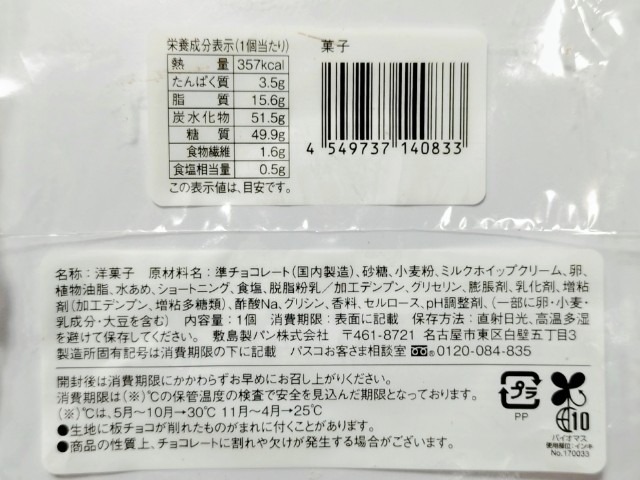 栄養成分表示(1個当たり)
熱量 357kcal
たんぱく質 3.5g
脂質 15.6g
炭水化物 51.5g
糖質 49.9g
食物繊維 1.6g
食塩相当量 0.5g
この表示値は、目安です。
菓子
4 549737 140833
名称:洋菓子 原材料名:準チョコレート(国内製造)、砂糖、小麦粉、ミルクホイップクリーム、卵、
植物油脂、水あめ、ショートニング、食塩、脱脂粉乳/加工デンプン、グリセリン、膨脹剤、乳化剤、増粘
剤(加工デンプン、増粘多糖類)、酢酸Na、グリシン、香料、セルロース、pH調整剤、(一部に卵・小麦・
乳成分・大豆を含む) 内容量:1個 消費期限:表面に記載 保存方法:直射日光、高温多湿
を避けて保存してください。 敷島製パン株式会社 〒461-8721 名古屋市東区白壁五丁目3
製造所固有記号は消費期限の下に記載 パスコお客さま相談室 0120-084-835
開封後は消費期限にかかわらずお早めにお召し上がりください。
消費期限は(※)℃の保管温度の検査で安全を見込んだ期限となっております。
(※)℃は、5月〜10月→30℃ 11月〜4月→25℃
●生地に板チョコが削れたものがまれに付くことがあります。
●商品の性質上、チョコレートに割れや欠けが発生する場合がございます。
プラ
PP
10
バイオマス
使用部位:インキ
No.170033